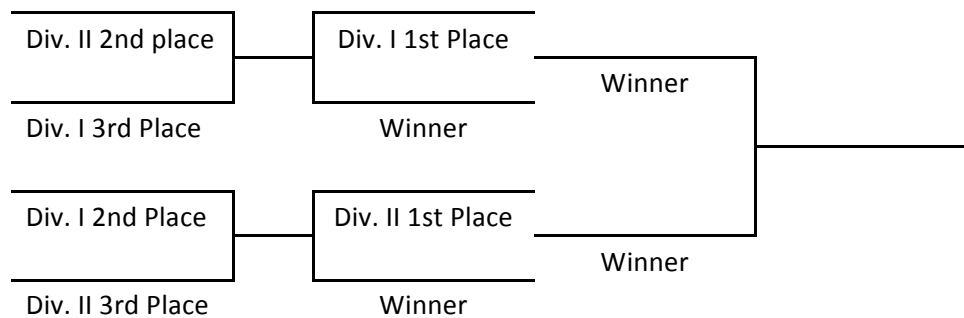 Div. II 2nd place
Div. I 1st Place
Winner
Div. I 3rd Place
Winner
Div. I 2nd Place
Div. II 1st Place
Winner
Div. II 3rd Place
Winner